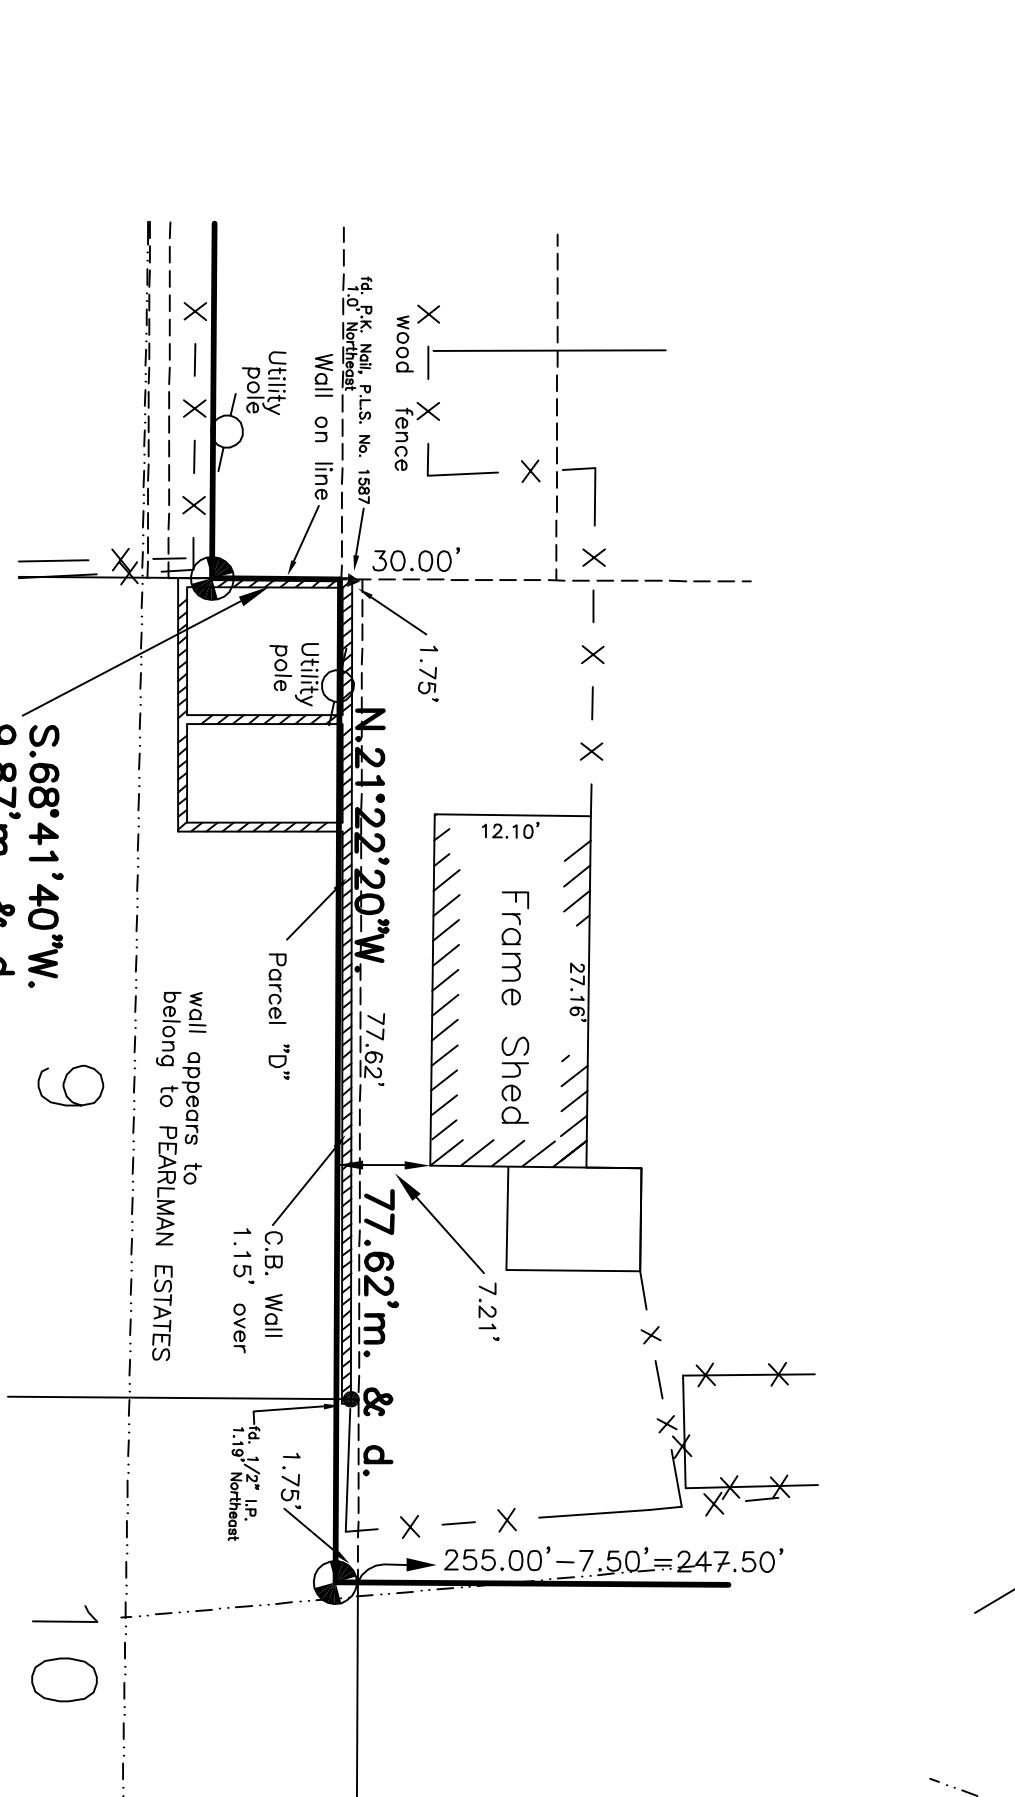 fd. P.K. Nail, P.L.S. No. 1587
1.0' Northeast
wood fence
Utility
pole
Wall on line
30.00'
1.75'
Utility
pole
N.21°22'20"W.
77.62'
12.10'
Frame Shed
27.16'
S.68°41'40"W.
9.87'm. & d.
Parcel "D"
wall appears to
belong to PEARLMAN ESTATES
9
C.B. Wall
1.15' over
77.62'm. & d.
7.21'
fd. 1/2" I.P.
1.19' Northeast
1.75'
255.00'-7.50'=247.50'
10